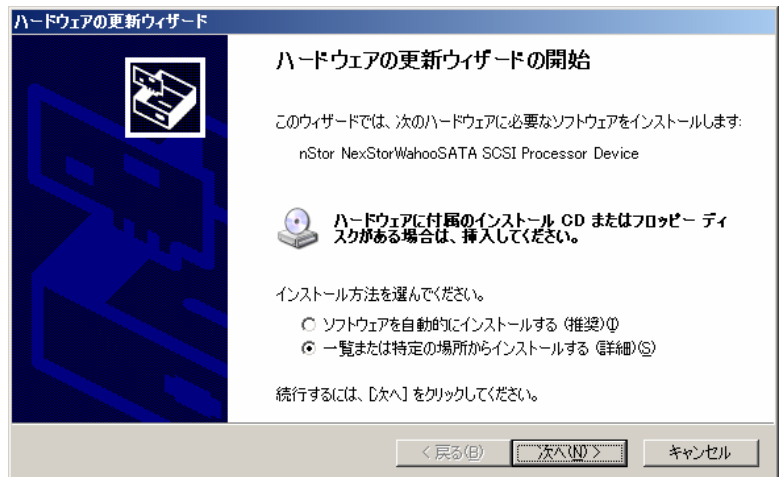 ハードウェアの更新ウィザード
ハードウェアの更新ウィザードの開始
このウィザードでは、次のハードウェアに必要なソフトウェアをインストールします:
nStor NexStorWahooSATA SCSI Processor Device
ハードウェアに付属のインストール CD またはフロッピー ディ
スクがある場合は、挿入してください。
インストール方法を選んでください。
ソフトウェアを自動的にインストールする (推奨)(I)
一覧または特定の場所からインストールする (詳細)(S)
続行するには、[次へ] をクリックしてください。
< 戻る(B)
次へ(N) >
キャンセル